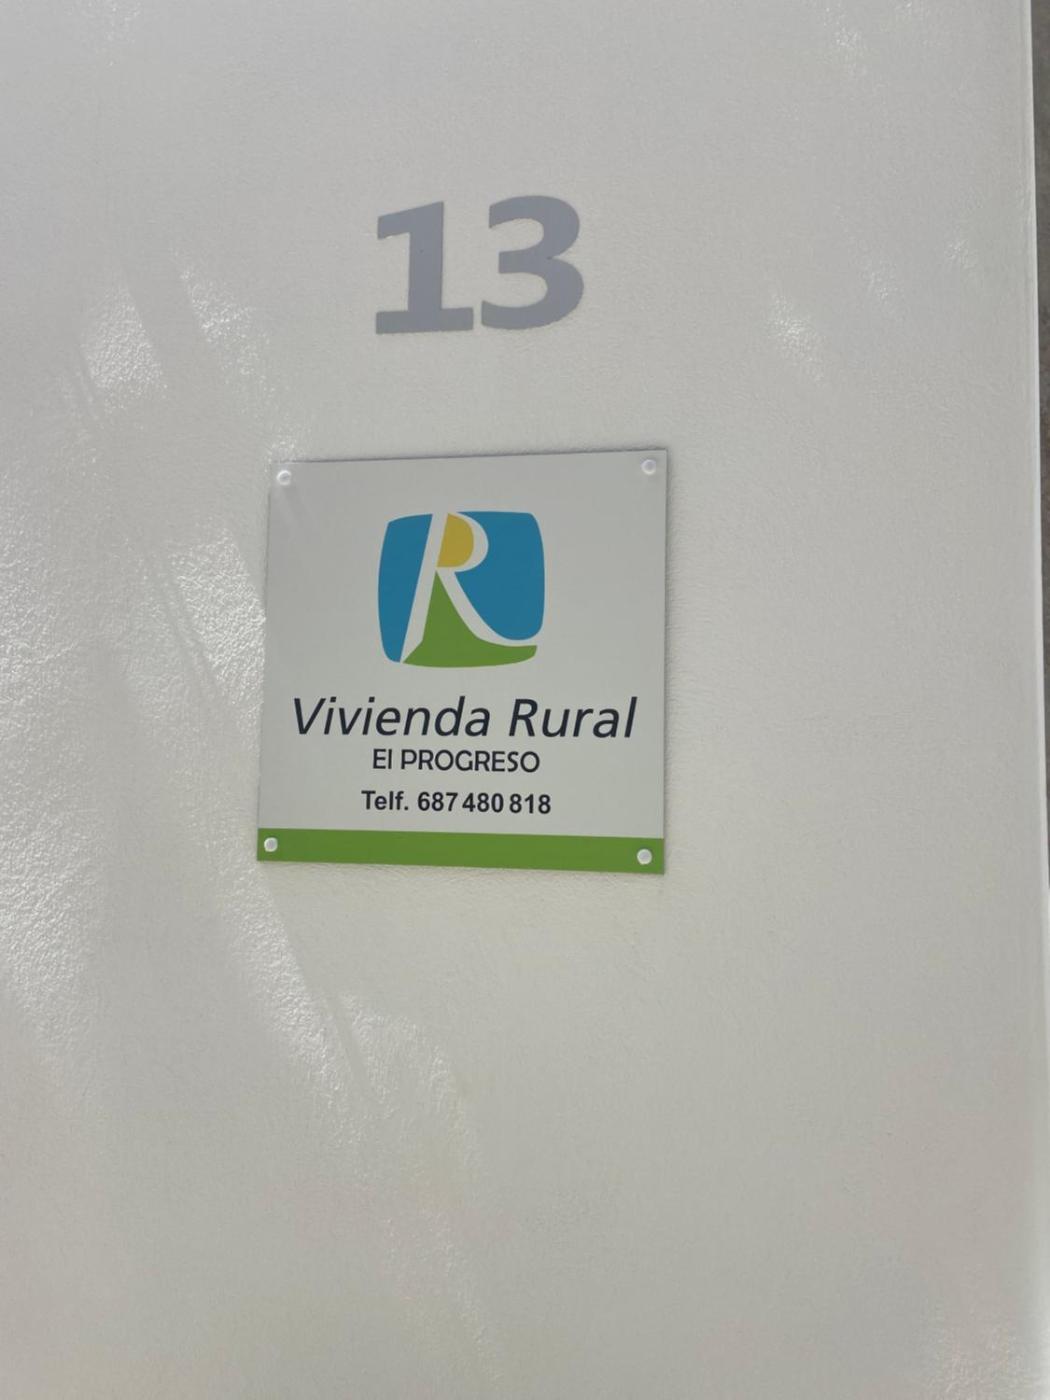 13
R
Vivienda Rural
El PROGRESO
Telf. 687 480 818